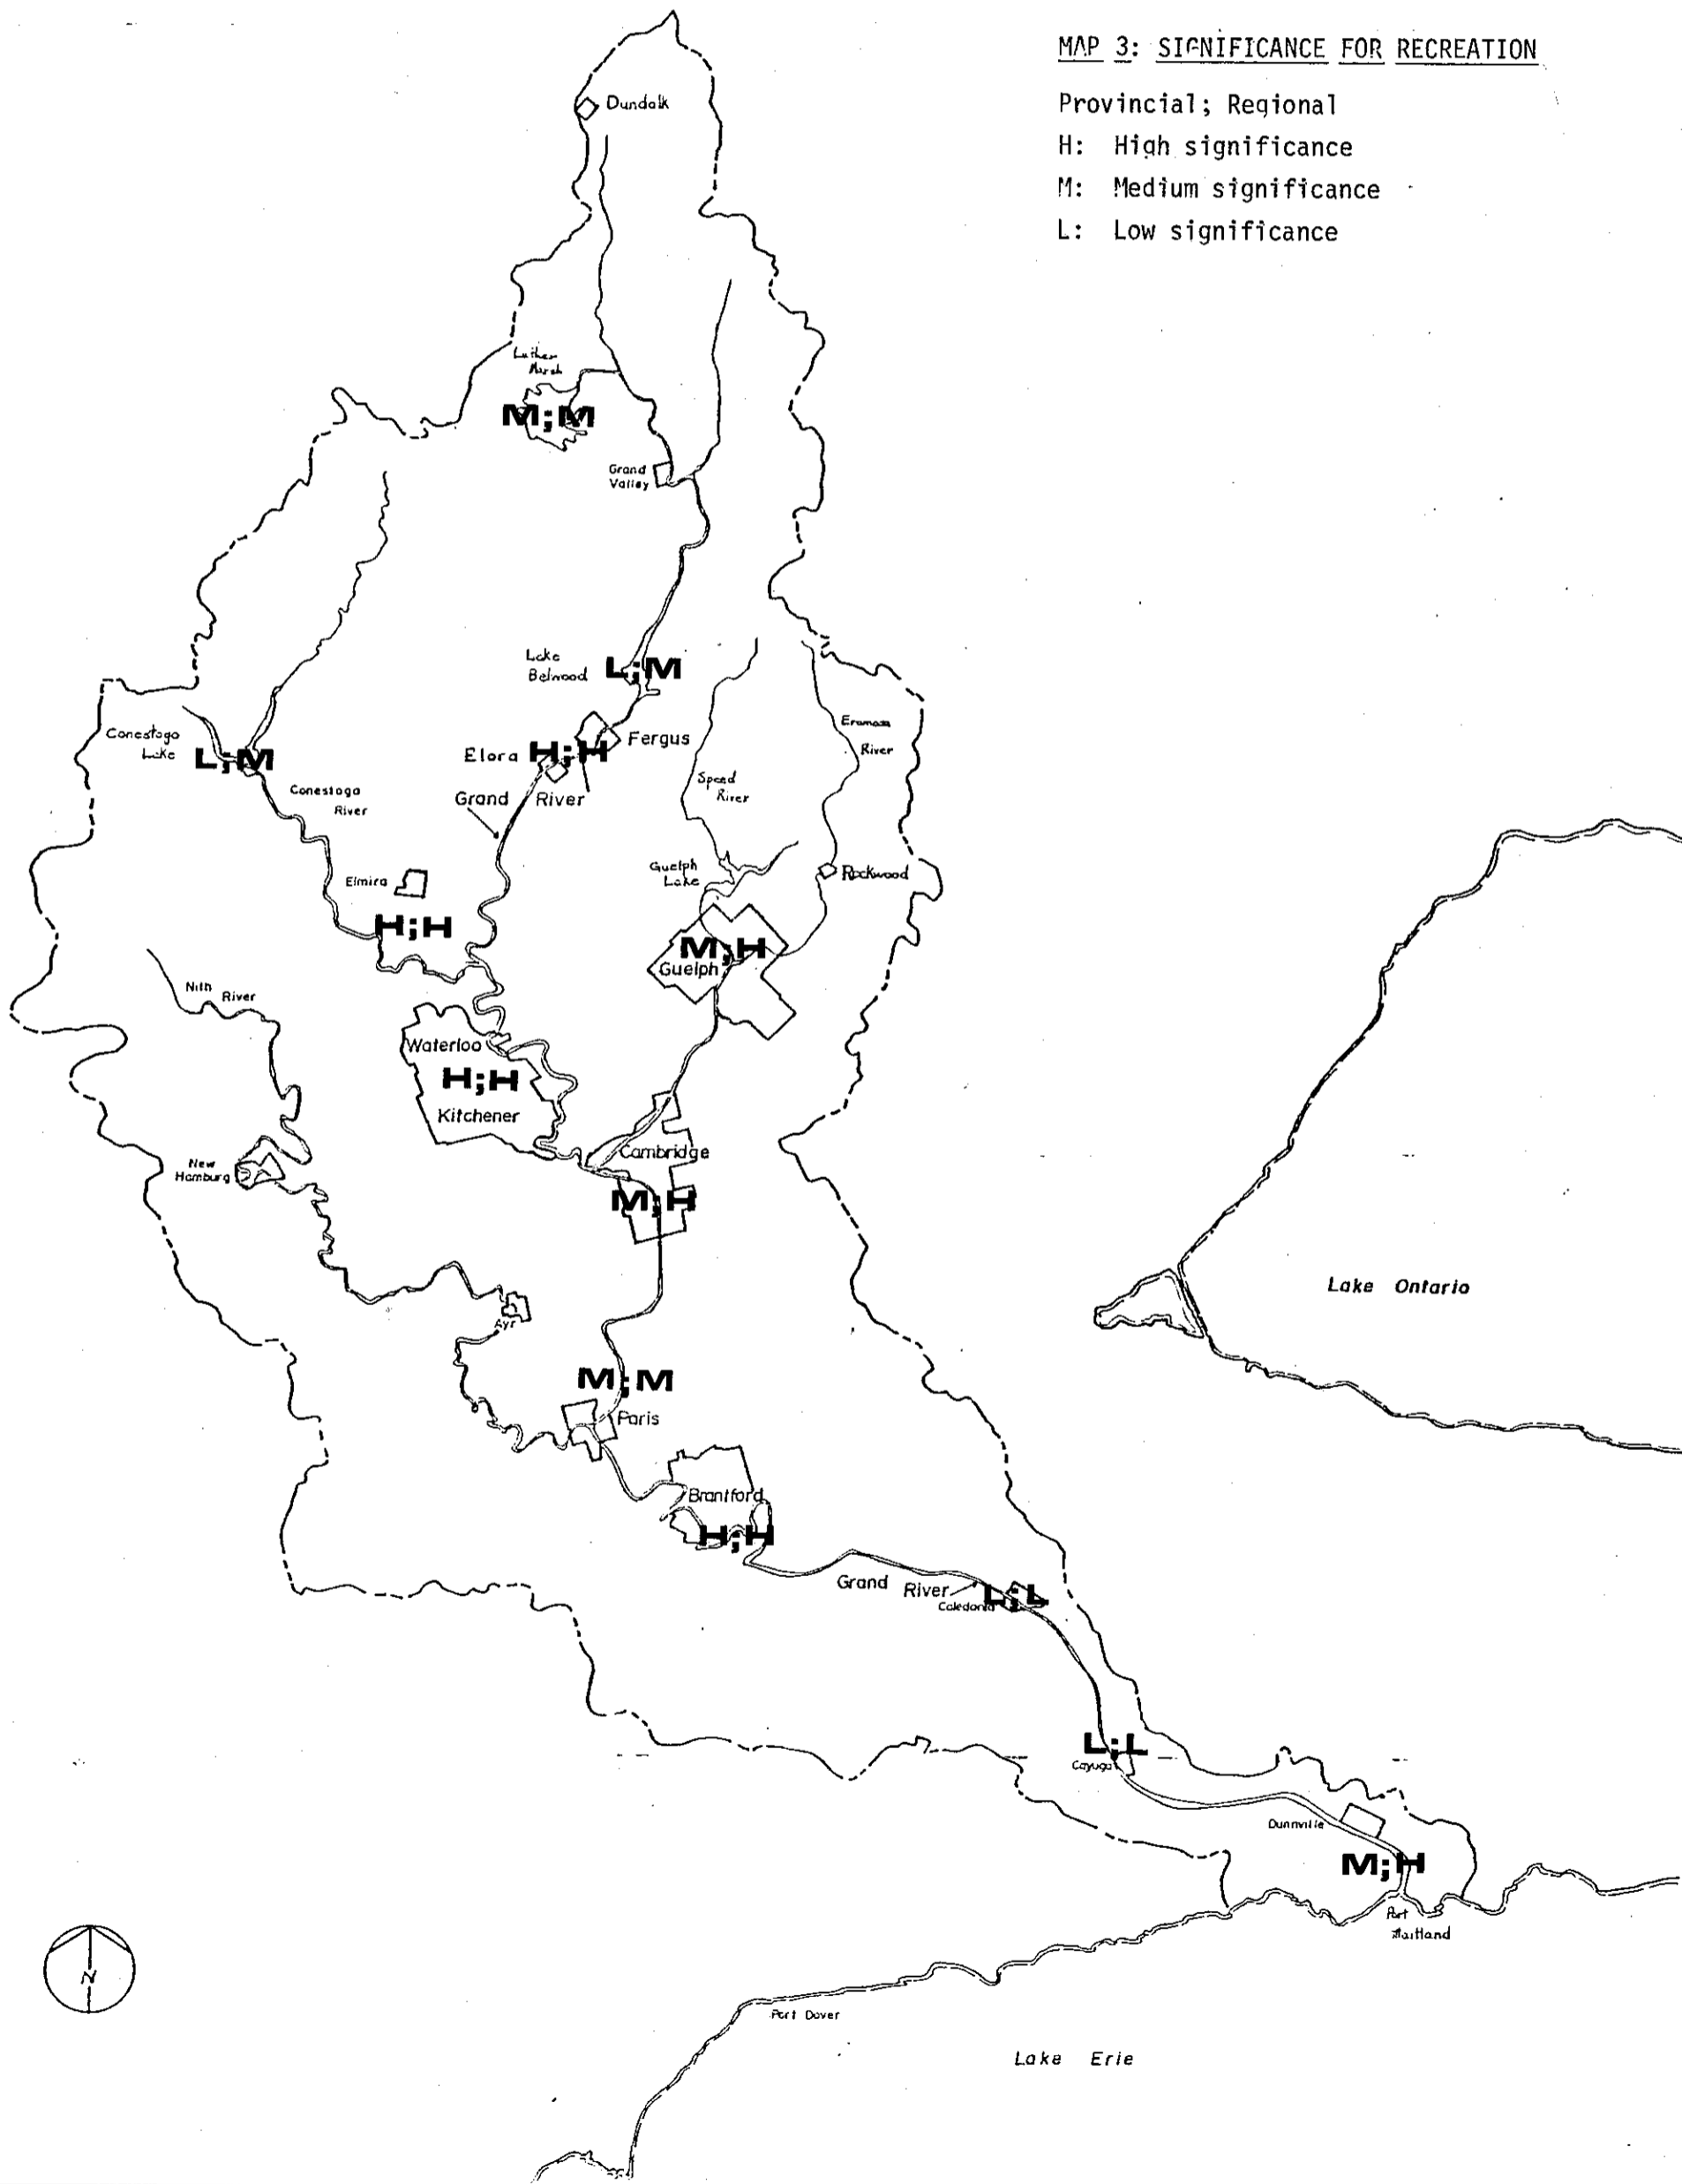 MAP 3: SIGNIFICANCE FOR RECREATION
Provincial; Regional
H: High significance
M: Medium significance
L: Low significance
Dundalk
Luther
Marsh
M;M
Grand
Valley
Lake
Belwood
L;M
Conestogo
Lake
L;M
Elora
H;H
Fergus
Eramosa
River
Conestoga
River
Grand River
Speed
River
Elmira
Guelph
Lake
Rockwood
H;H
M;H
Guelph
Nith
River
Waterloo
H;H
Kitchener
Cambridge
New
Hamburg
M;H
Lake Ontario
Ayr
M;M
Paris
Brantford
H;H
Grand River
L;L
Caledonia
L;L
Cayuga
Dunnville
M;H
Port
Maitland
N
Port Dover
Lake Erie